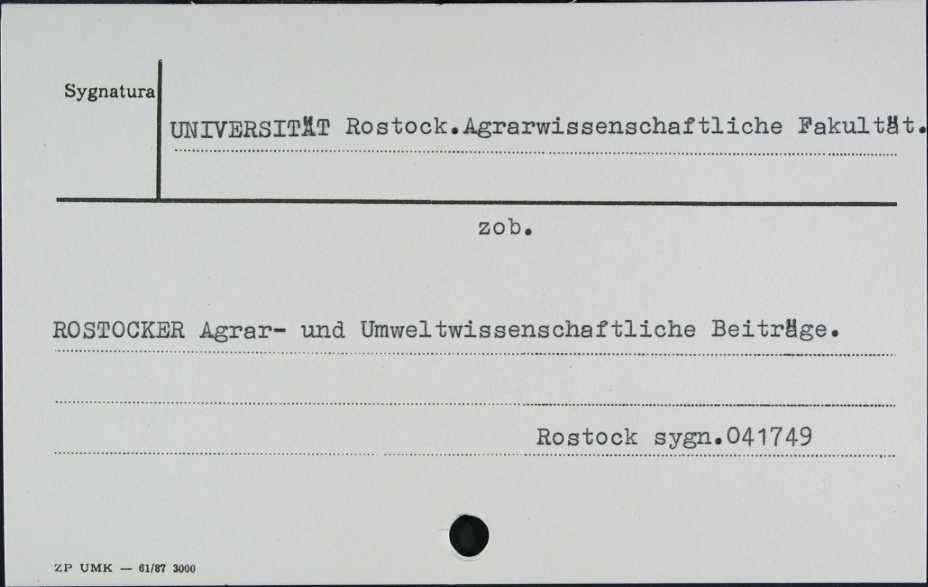 Sygnatura
UNIVERSITÄT Rostock.Agrarwissenschaftliche Fakultät.
zob.
ROSTOCKER Agrar- und Umweltwissenschaftliche Beiträge.
Rostock sygn.041749
ZP UMK — 61/87 3000